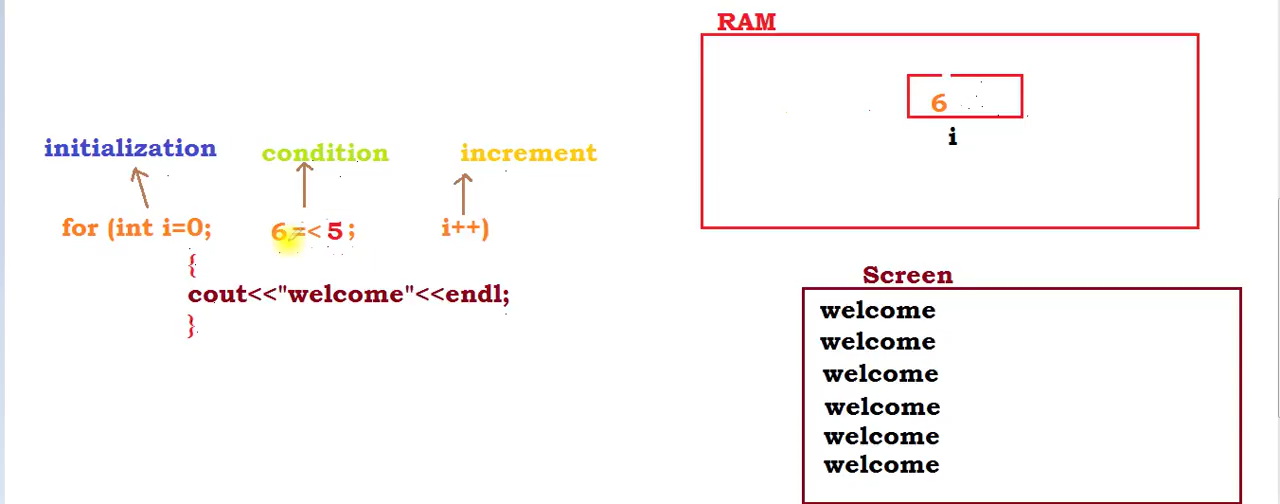 RAM
6
i
initialization condition increment
for (int i=0; 6=< 5; i++)
{
cout<<"welcome"<<endl;
}
Screen
welcome
welcome
welcome
welcome
welcome
welcome